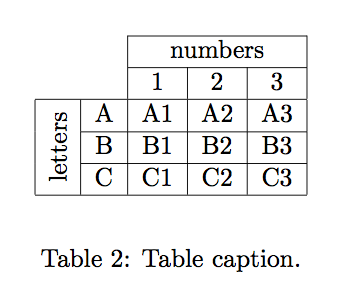 numbers
1 2 3
letters
A A1 A2 A3
B B1 B2 B3
C C1 C2 C3
Table 2: Table caption.